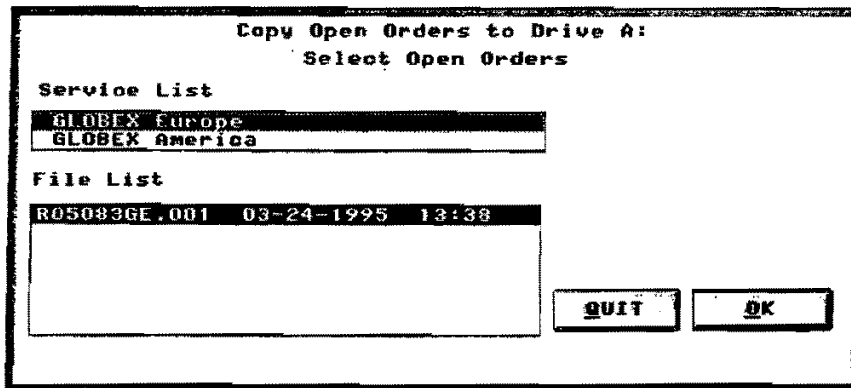 Copy Open Orders to Drive A:
Select Open Orders
Service List
GLOBEX Europe
GLOBEX America
File List
R05083GE.001 03-24-1995 13:38
QUIT OK